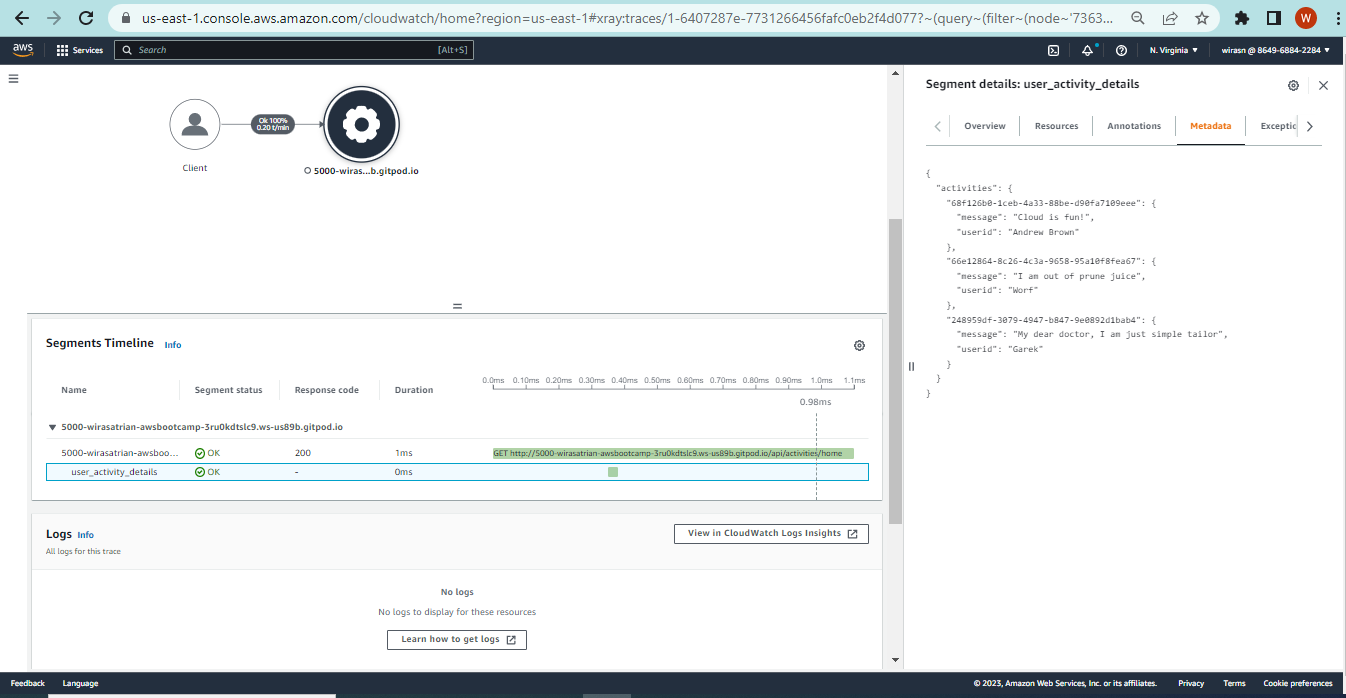 us-east-1.console.aws.amazon.com/cloudwatch/home?region=us-east-1#xray:traces/1-6407287e-7731266456fafc0eb2f4d077?~(query~(filter~(node~'7363...
W
aws Services Search [Alt+S] N. Virginia ▼ wirasn @ 8649-6884-2284 ▼
Ok 100%
0.20 t/min
Client
5000-wiras...b.gitpod.io
Segments Timeline Info
0.0ms 0.10ms 0.20ms 0.30ms 0.40ms 0.50ms 0.60ms 0.70ms 0.80ms 0.90ms 1.0ms 1.1ms
Name Segment status Response code Duration
0.98ms
5000-wirasatrian-awsbootcamp-3ru0kdtslc9.ws-us89b.gitpod.io
5000-wirasatrian-awsboo... OK 200 1ms GET http://5000-wirasatrian-awsbootcamp-3ru0kdtslc9.ws-us89b.gitpod.io/api/activities/home
user_activity_details OK - 0ms
Logs Info
All logs for this trace
View in CloudWatch Logs Insights
No logs
No logs to display for these resources
Learn how to get logs
Segment details: user_activity_details
Overview Resources Annotations Metadata Exceptic
{
"activities": {
"68f126b0-1ceb-4a33-88be-d90fa7109eee": {
"message": "Cloud is fun!",
"userid": "Andrew Brown"
},
"66e12864-8c26-4c3a-9658-95a10f8fea67": {
"message": "I am out of prune juice",
"userid": "Worf"
},
"248959df-3079-4947-b847-9e0892d1bab4": {
"message": "My dear doctor, I am just simple tailor",
"userid": "Garek"
}
}
}
Feedback Language © 2023, Amazon Web Services, Inc. or its affiliates. Privacy Terms Cookie preferences